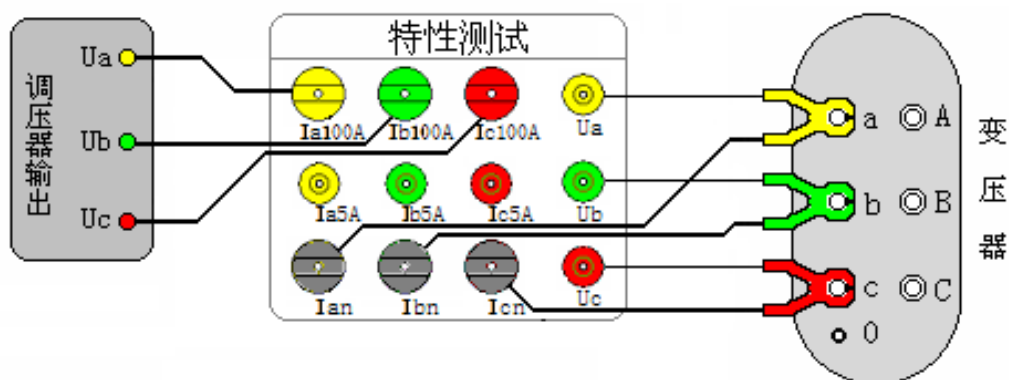 调压器输出
Ua
Ub
Uc
特性测试
Ia100A Ib100A Ic100A Ua
Ia5A Ib5A Ic5A Ub
Ian Ibn Icn Uc
a A
b B
c C
0
变压器